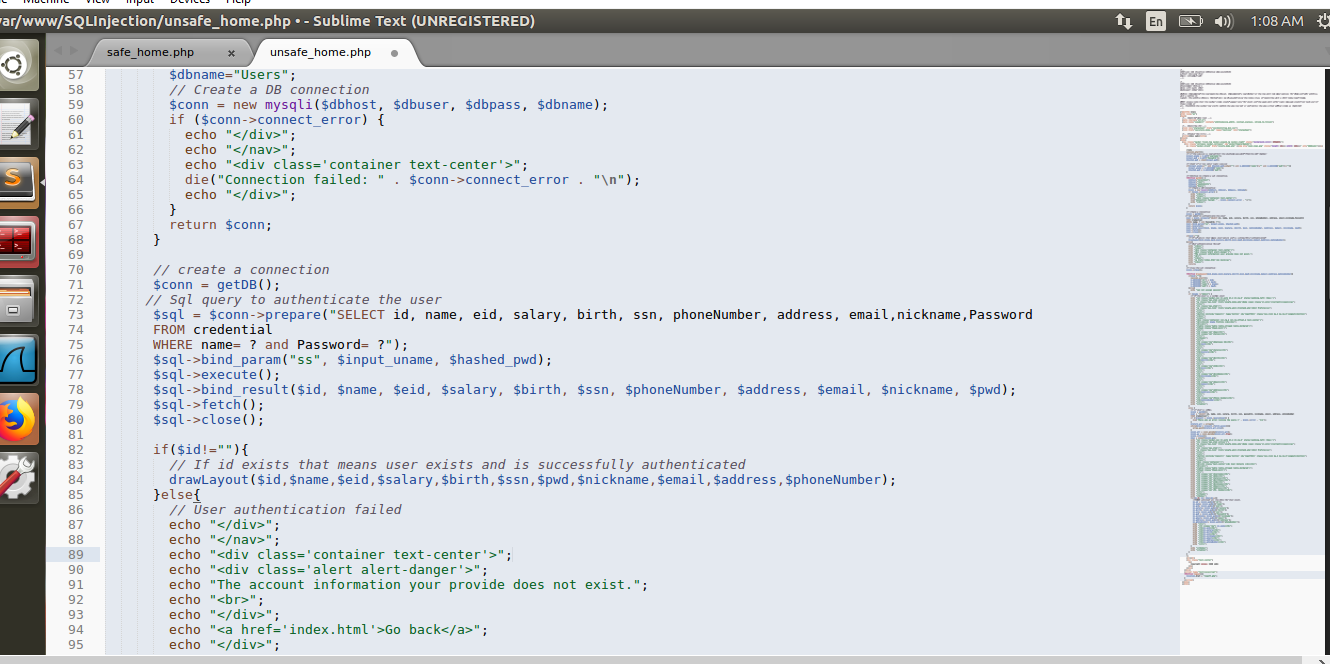 Machine View Input Devices Help
var/www/SQLInjection/unsafe_home.php • - Sublime Text (UNREGISTERED)
En
1:08 AM
safe_home.php ×
unsafe_home.php
57 $dbname="Users";
58 // Create a DB connection
59 $conn = new mysqli($dbhost, $dbuser, $dbpass, $dbname);
60 if ($conn->connect_error) {
61 echo "</div>";
62 echo "</nav>";
63 echo "<div class='container text-center'>";
64 die("Connection failed: " . $conn->connect_error . "\n");
65 echo "</div>";
66 }
67 return $conn;
68 }
69
70 // create a connection
71 $conn = getDB();
72 // Sql query to authenticate the user
73 $sql = $conn->prepare("SELECT id, name, eid, salary, birth, ssn, phoneNumber, address, email,nickname,Password
74 FROM credential
75 WHERE name= ? and Password= ?");
76 $sql->bind_param("ss", $input_uname, $hashed_pwd);
77 $sql->execute();
78 $sql->bind_result($id, $name, $eid, $salary, $birth, $ssn, $phoneNumber, $address, $email, $nickname, $pwd);
79 $sql->fetch();
80 $sql->close();
81
82 if($id!=""){
83 // If id exists that means user exists and is successfully authenticated
84 drawLayout($id,$name,$eid,$salary,$birth,$ssn,$pwd,$nickname,$email,$address,$phoneNumber);
85 }else{
86 // User authentication failed
87 echo "</div>";
88 echo "</nav>";
89 echo "<div class='container text-center'>";
90 echo "<div class='alert alert-danger'>";
91 echo "The account information your provide does not exist.";
92 echo "<br>";
93 echo "</div>";
94 echo "<a href='index.html'>Go back</a>";
95 echo "</div>";